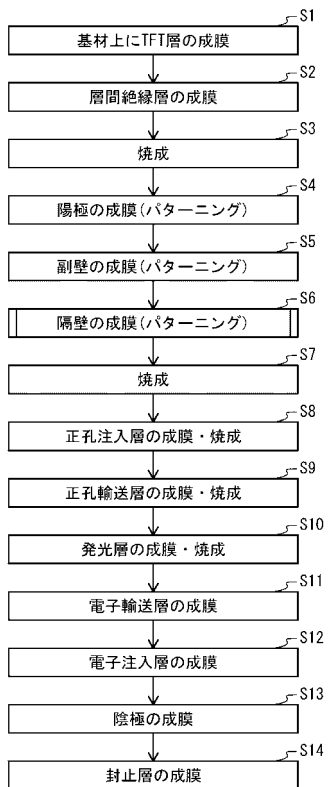 S1
基材上にTFT層の成膜
S2
層間絶縁層の成膜
S3
焼成
S4
陽極の成膜(パターニング)
S5
副壁の成膜(パターニング)
S6
隔壁の成膜(パターニング)
S7
焼成
S8
正孔注入層の成膜・焼成
S9
正孔輸送層の成膜・焼成
S10
発光層の成膜・焼成
S11
電子輸送層の成膜
S12
電子注入層の成膜
S13
陰極の成膜
S14
封止層の成膜